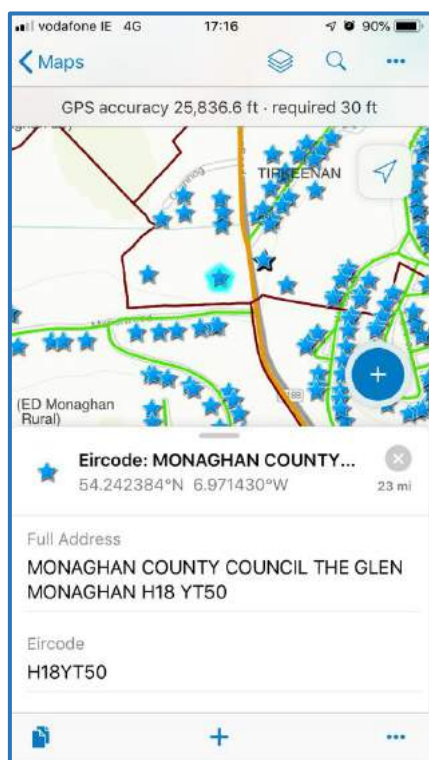 vodafone IE 4G 17:16 90%
Maps
GPS accuracy 25,836.6 ft · required 30 ft
TIRKEENAN
(ED Monaghan
Rural)
Eircode: MONAGHAN COUNTY...
54.242384°N 6.971430°W 23 mi
Full Address
MONAGHAN COUNTY COUNCIL THE GLEN
MONAGHAN H18 YT50
Eircode
H18YT50